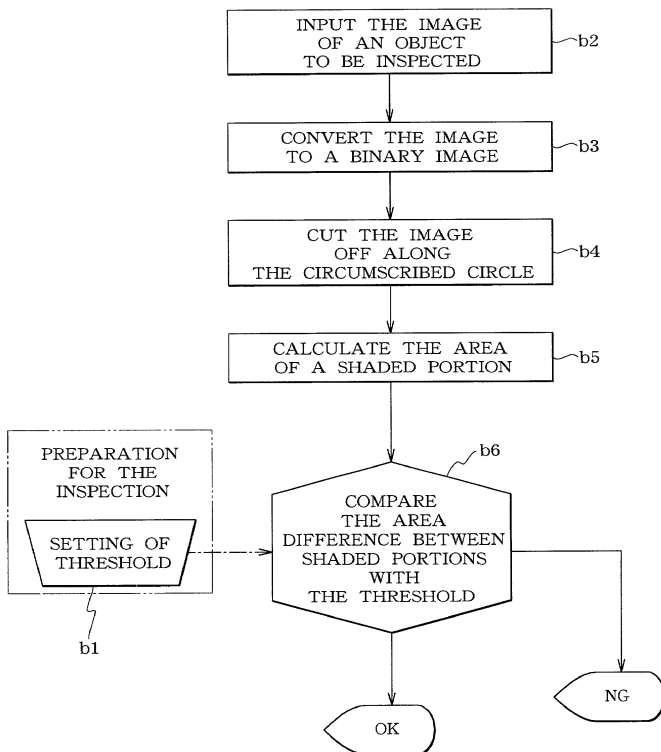 INPUT THE IMAGE
OF AN OBJECT
TO BE INSPECTED
b2
CONVERT THE IMAGE
TO A BINARY IMAGE
b3
CUT THE IMAGE
OFF ALONG
THE CIRCUMSCRIBED CIRCLE
b4
CALCULATE THE AREA
OF A SHADED PORTION
b5
PREPARATION
FOR THE
INSPECTION
SETTING OF
THRESHOLD
b1
b6
COMPARE
THE AREA
DIFFERENCE BETWEEN
SHADED PORTIONS
WITH
THE THRESHOLD
NG
OK